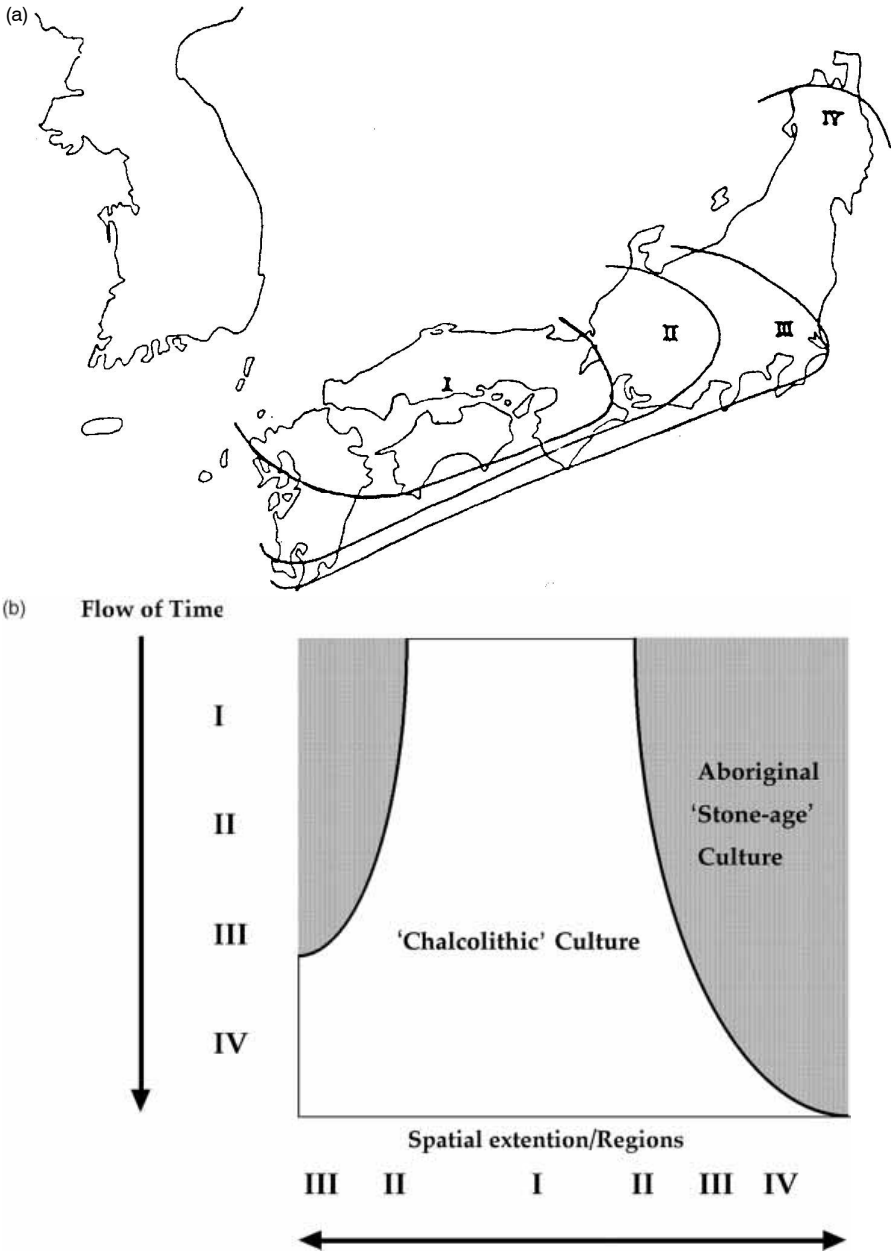 (a)
IV
II
III
I
(b)
Flow of Time
I
II
III
IV
Aboriginal
‘Stone-age’
Culture
‘Chalcolithic’ Culture
Spatial extention/Regions
III II I II III IV